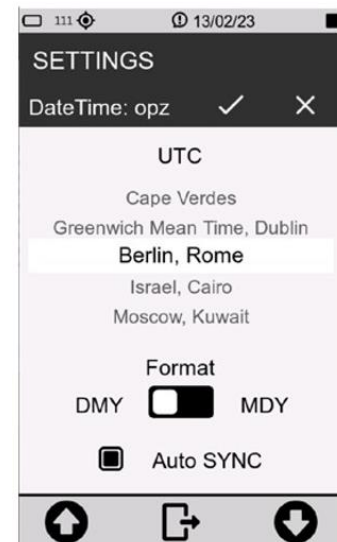 111 13/02/23
SETTINGS
DateTime: opz
UTC
Cape Verdes
Greenwich Mean Time, Dublin
Berlin, Rome
Israel, Cairo
Moscow, Kuwait
Format
DMY MDY
Auto SYNC